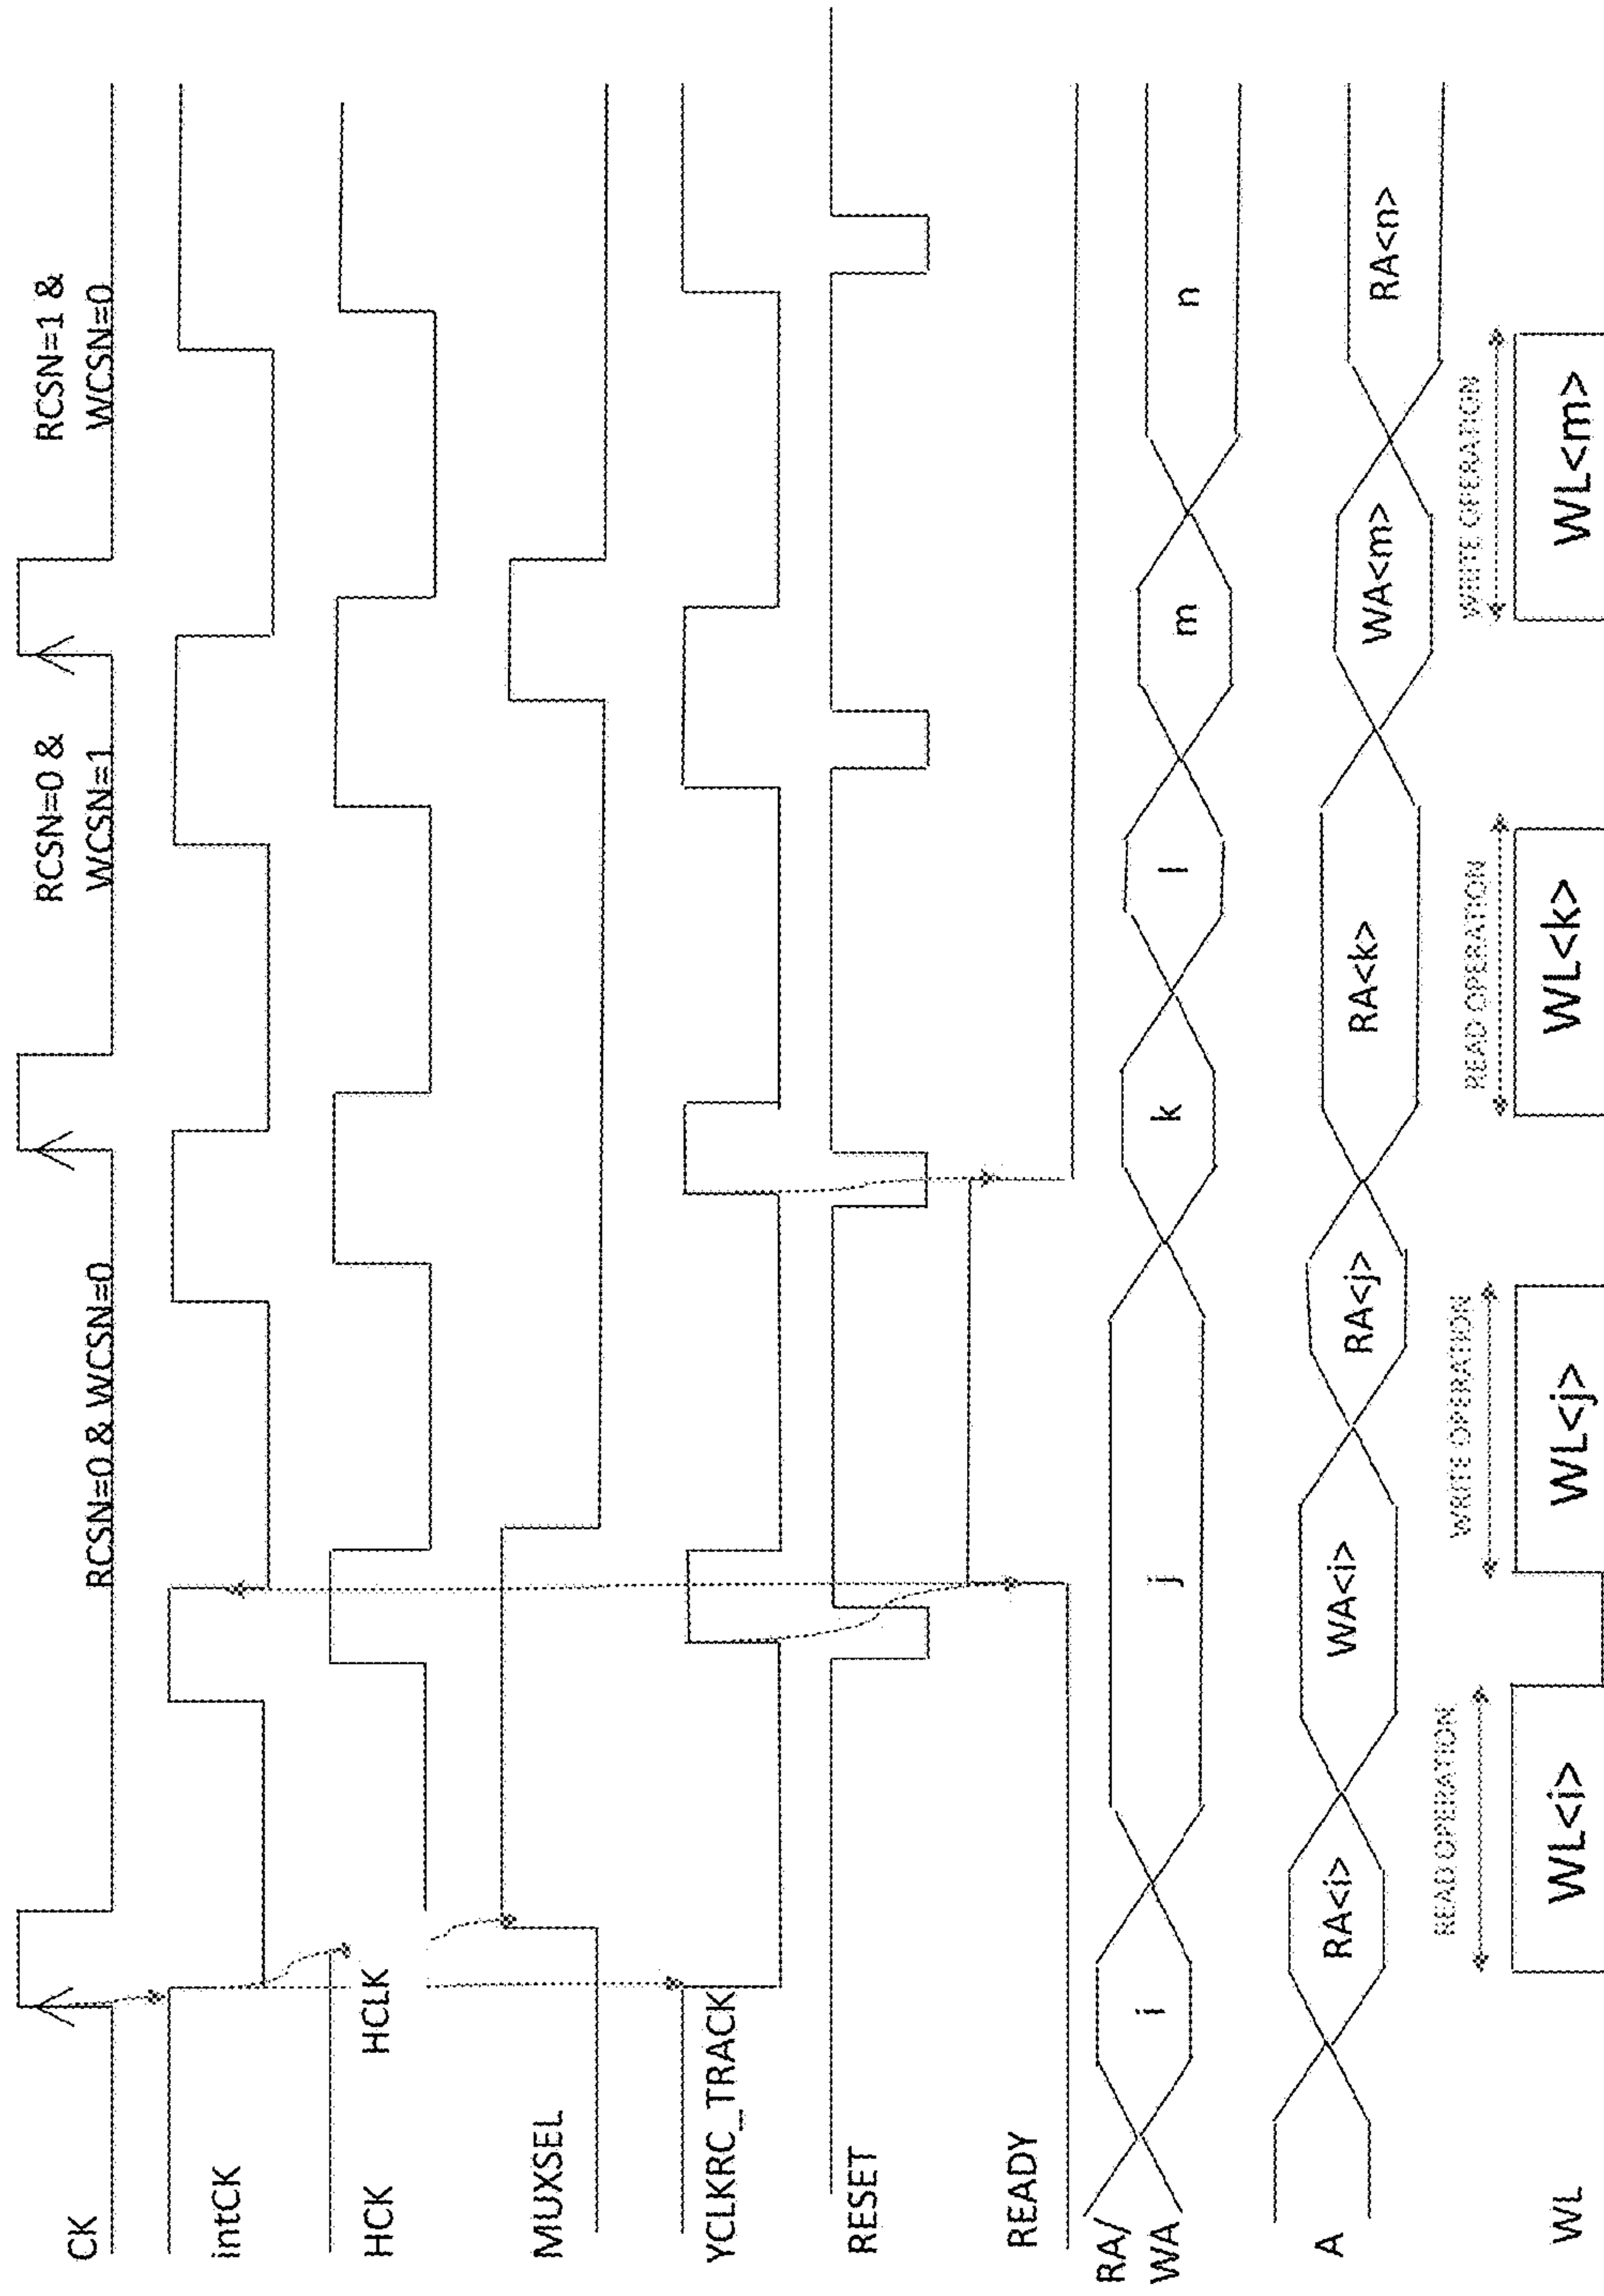 CK
RCSN=0 & WCSN=0
RCSN=0 &
WCSN=1
RCSN=1 &
WCSN=0
intCK
HCK
HCLK
MUXSEL
YCLKRC_TRACK
RESET
READY
RA/
WA
i
j
k
l
m
n
A
RA<i>
WA<i>
RA<j>
RA<k>
WA<m>
RA<n>
READ OPERATION
WRITE OPERATION
READ OPERATION
WRITE OPERATION
WL
WL<i>
WL<j>
WL<k>
WL<m>